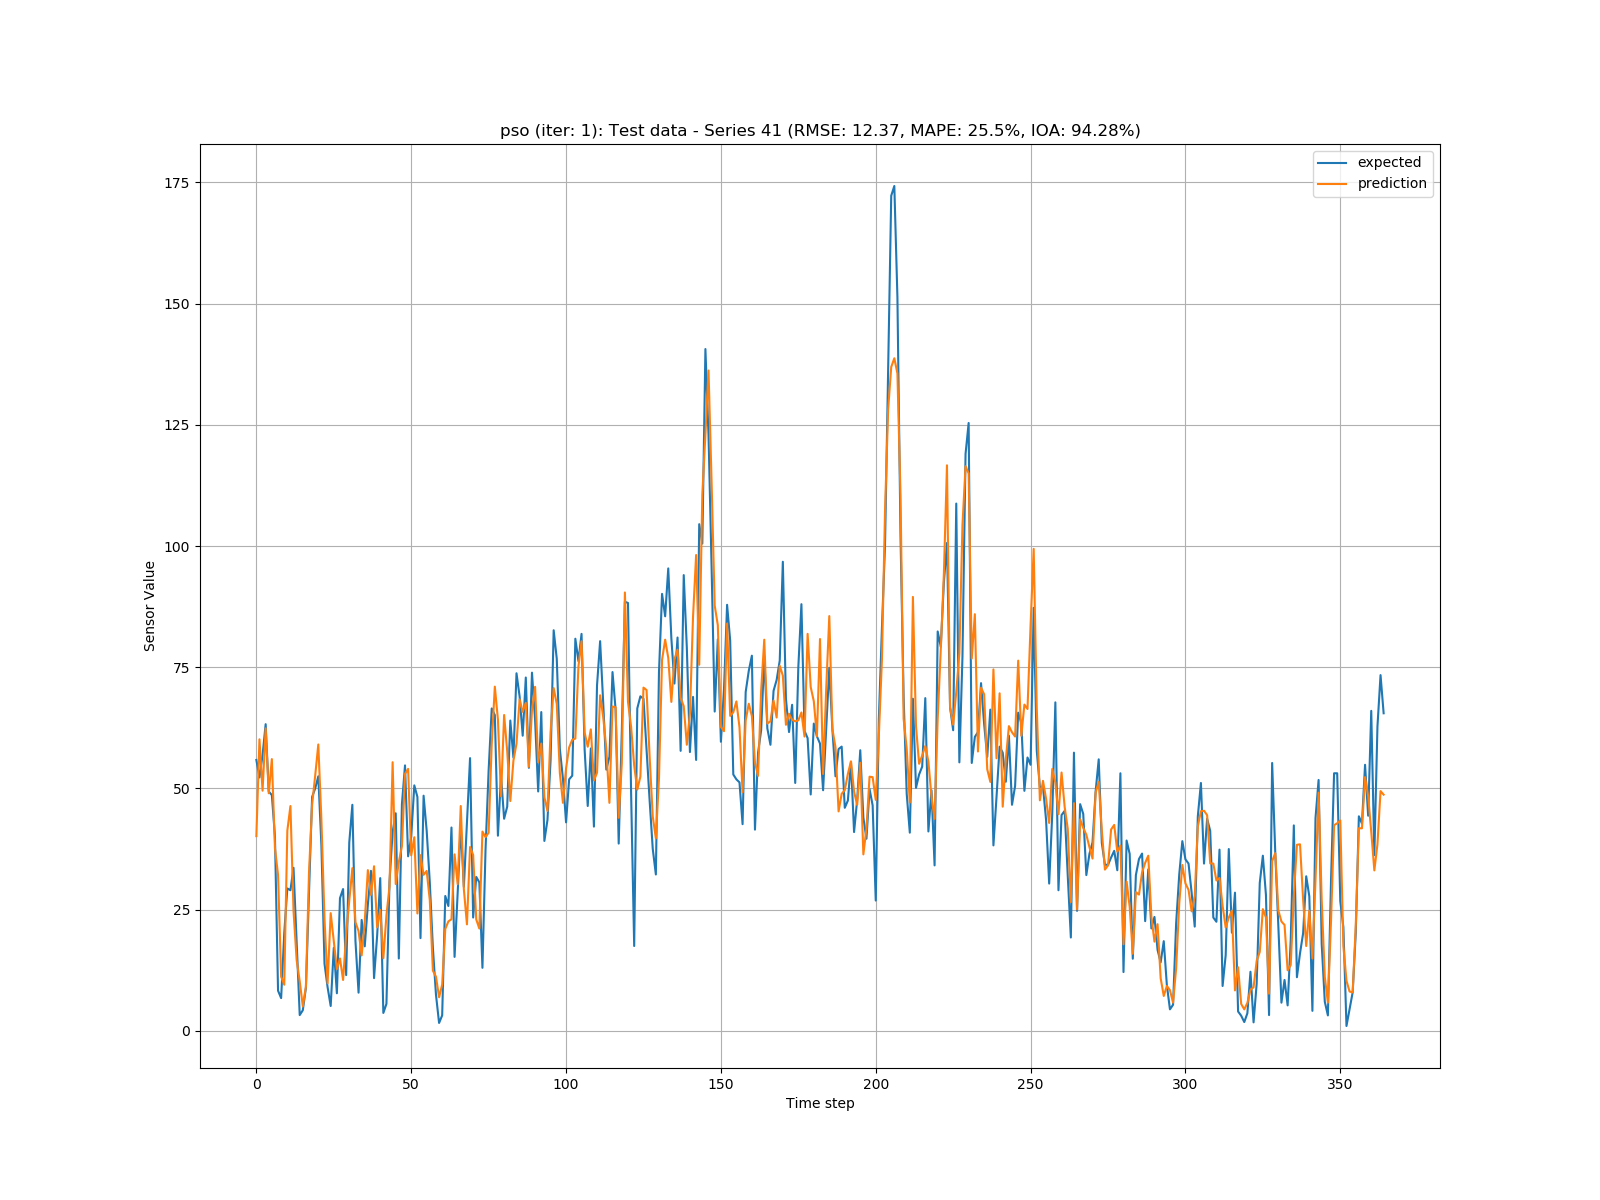 pso (iter: 1): Test data - Series 41 (RMSE: 12.37, MAPE: 25.5%, IOA: 94.28%)
expected
prediction
175
150
125
100
75
50
25
0
Sensor Value
0 50 100 150 200 250 300 350
Time step